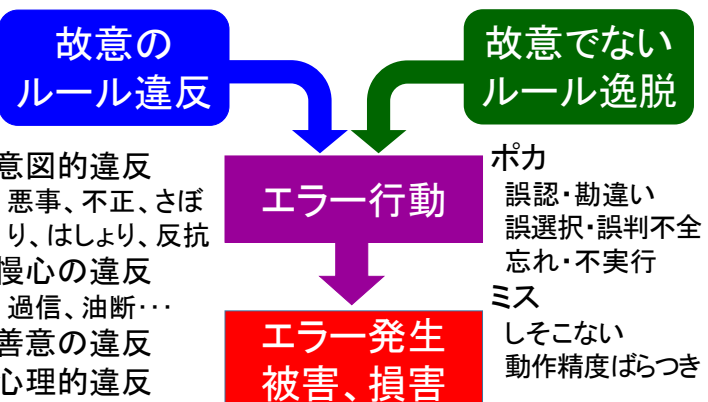 故意の
ルール違反
故意でない
ルール逸脱
意図的違反
悪事、不正、さぼ
り、はしょり、反抗
慢心の違反
過信、油断･･･
善意の違反
心理的違反
エラー行動
エラー発生
被害、損害
ポカ
誤認・勘違い
誤選択・誤判不全
忘れ・不実行
ミス
しそこない
動作精度ばらつき